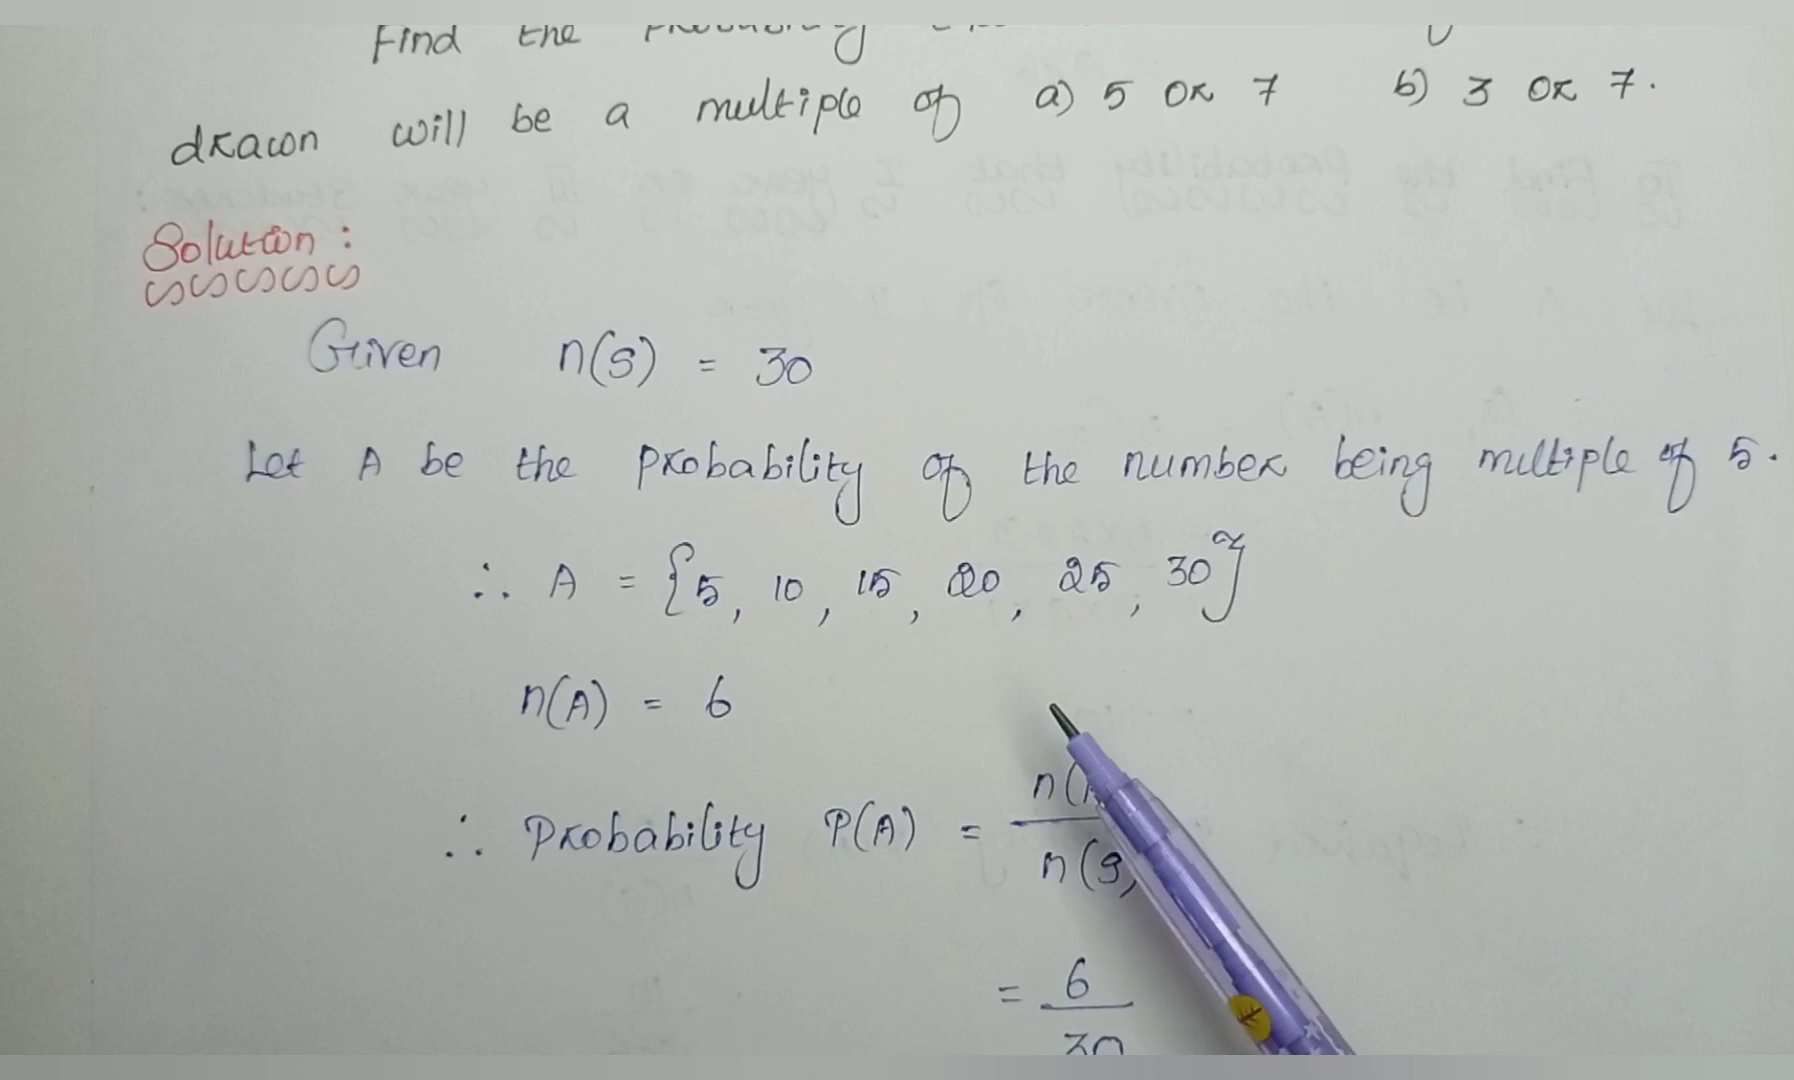 Find the
drawn will be a multiple of a) 5 or 7 b) 3 or 7.
Solution :
Given n(S) = 30
Let A be the probability of the number being multiple of 5.
∴ A = {5, 10, 15, 20, 25, 30}
n(A) = 6
∴ Probability P(A) = n(
n(S)
= 6
30